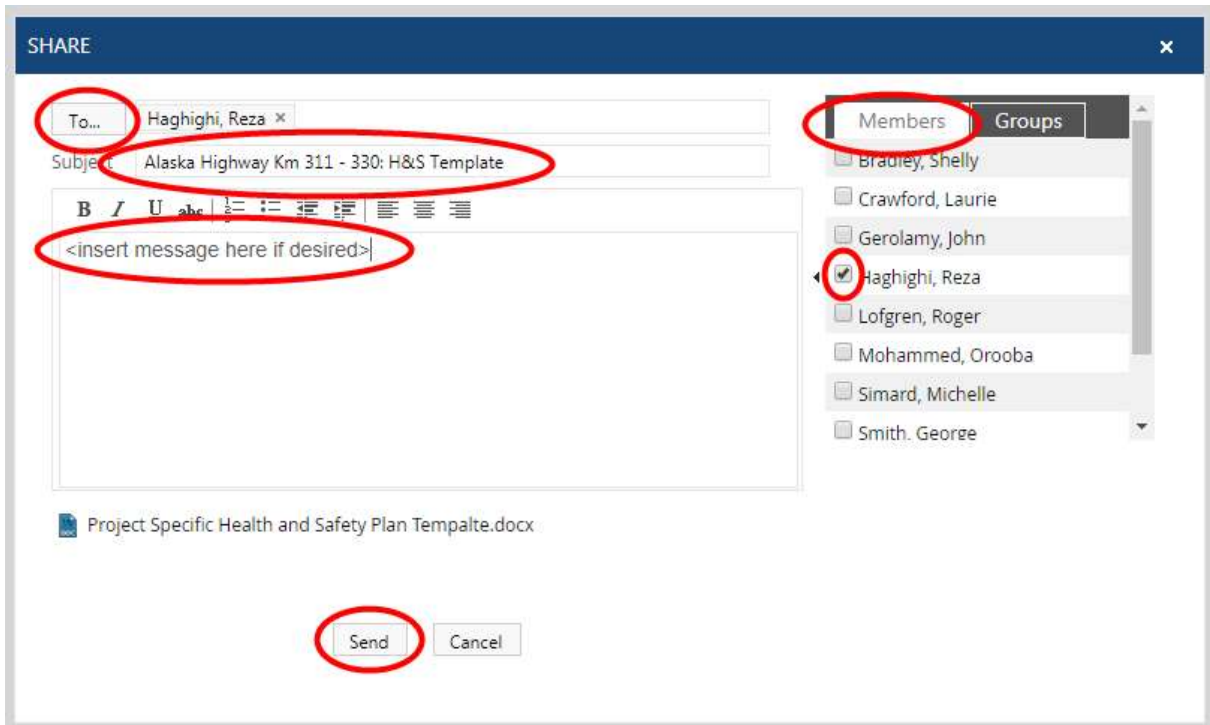 SHARE ×
To... Haghighi, Reza ×
Subject Alaska Highway Km 311 - 330: H&S Template
B I U abc
<insert message here if desired>
Project Specific Health and Safety Plan Tempalte.docx
Send Cancel
Members Groups
Bradley, Shelly
Crawford, Laurie
Gerolamy, John
Haghighi, Reza
Lofgren, Roger
Mohammed, Orooba
Simard, Michelle
Smith, George